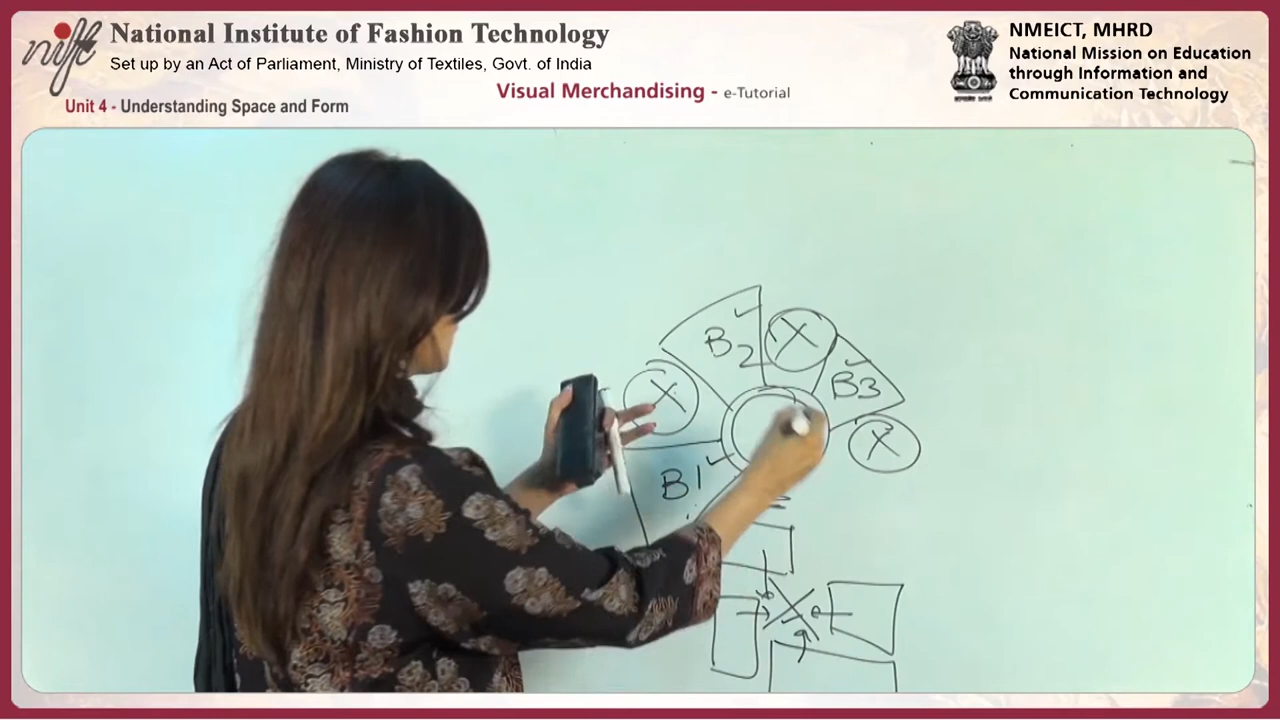 nift
National Institute of Fashion Technology
Set up by an Act of Parliament, Ministry of Textiles, Govt. of India
Visual Merchandising - e-Tutorial
Unit 4 - Understanding Space and Form
NMEICT, MHRD
National Mission on Education
through Information and
Communication Technology
B2
X
B3
X
X
B1
X